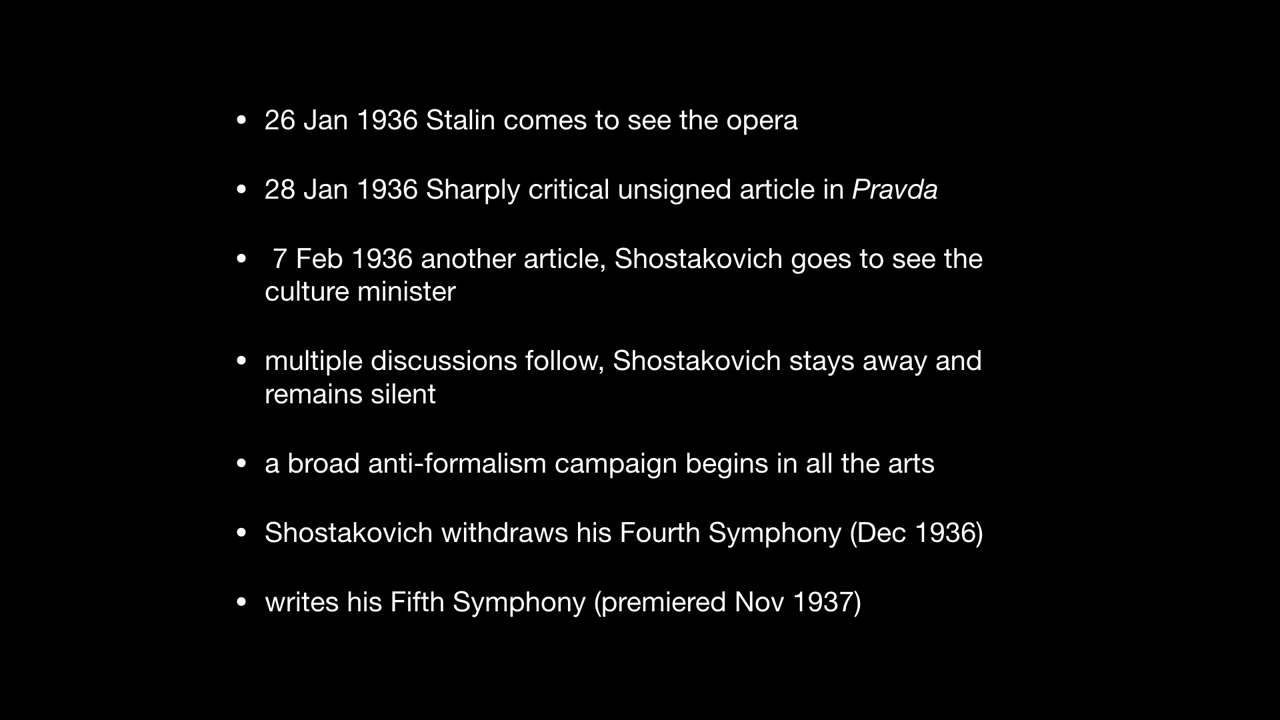 • 26 Jan 1936 Stalin comes to see the opera
• 28 Jan 1936 Sharply critical unsigned article in Pravda
• 7 Feb 1936 another article, Shostakovich goes to see the
culture minister
• multiple discussions follow, Shostakovich stays away and
remains silent
• a broad anti-formalism campaign begins in all the arts
• Shostakovich withdraws his Fourth Symphony (Dec 1936)
• writes his Fifth Symphony (premiered Nov 1937)